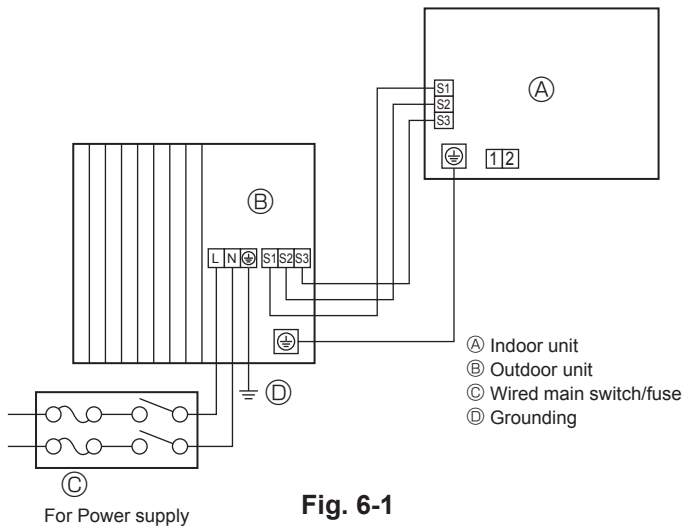 S1
S2
S3
Ⓐ
1 2
Ⓑ
L N S1 S2 S3
Ⓐ Indoor unit
Ⓑ Outdoor unit
Ⓒ Wired main switch/fuse
Ⓓ Grounding
Ⓓ
Ⓒ
For Power supply
Fig. 6-1